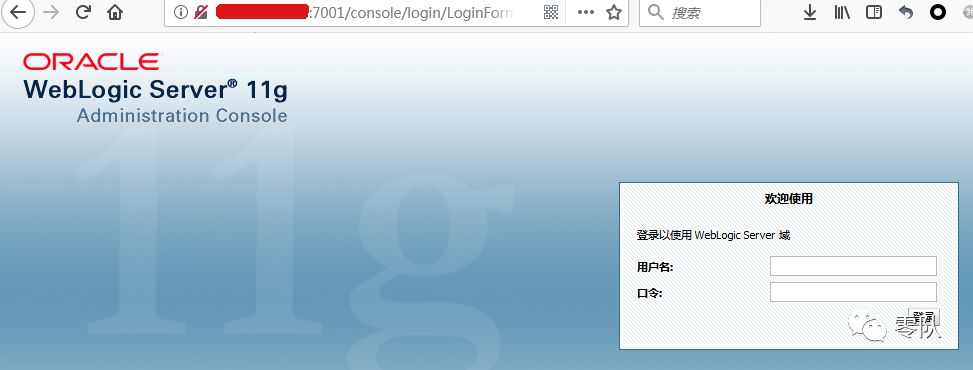 :7001/console/login/LoginForm
搜索
ORACLE
WebLogic Server® 11g
Administration Console
11g
欢迎使用
登录以使用 WebLogic Server 域
用户名:
口令:
登录
零队